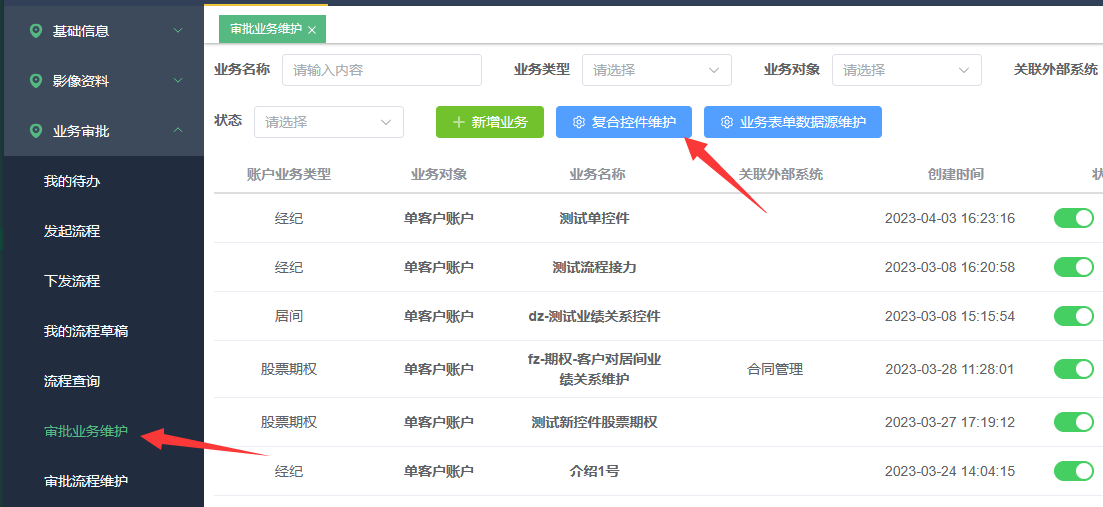 基础信息
影像资料
业务审批
我的待办
发起流程
下发流程
我的流程草稿
流程查询
审批业务维护
审批流程维护
审批业务维护
业务名称 请输入内容 业务类型 请选择 业务对象 请选择 关联外部系统
状态 请选择 新增业务 复合控件维护 业务表单数据源维护
账户业务类型 业务对象 业务名称 关联外部系统 创建时间
经纪 单客户账户 测试单控件 2023-04-03 16:23:16
经纪 单客户账户 测试流程接力 2023-03-08 16:20:58
居间 单客户账户 dz-测试业绩关系控件 2023-03-08 15:15:54
股票期权 单客户账户 fz-期权-客户对居间业 合同管理 2023-03-28 11:28:01
绩关系维护
股票期权 单客户账户 测试新控件股票期权 2023-03-27 17:19:12
经纪 单客户账户 介绍1号 2023-03-24 14:04:15